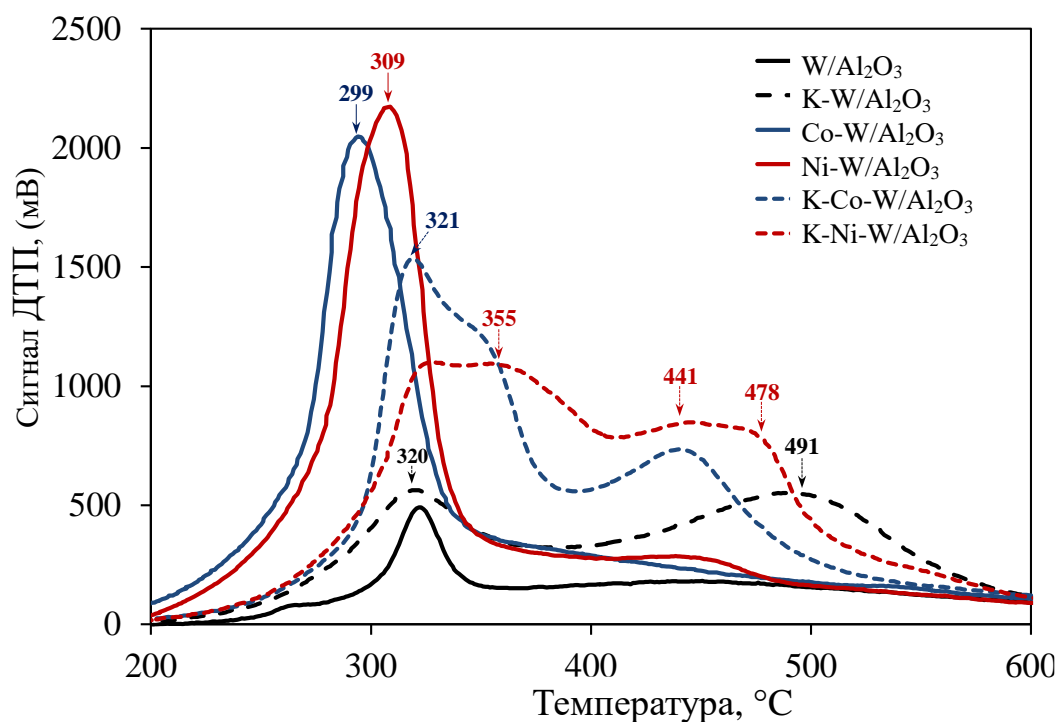 2500
2000
1500
1000
500
0
200
300
400
500
600
Сигнал ДТП, (мВ)
Температура, °C
299
309
321
355
320
441
478
491
W/Al₂O₃
K-W/Al₂O₃
Co-W/Al₂O₃
Ni-W/Al₂O₃
K-Co-W/Al₂O₃
K-Ni-W/Al₂O₃